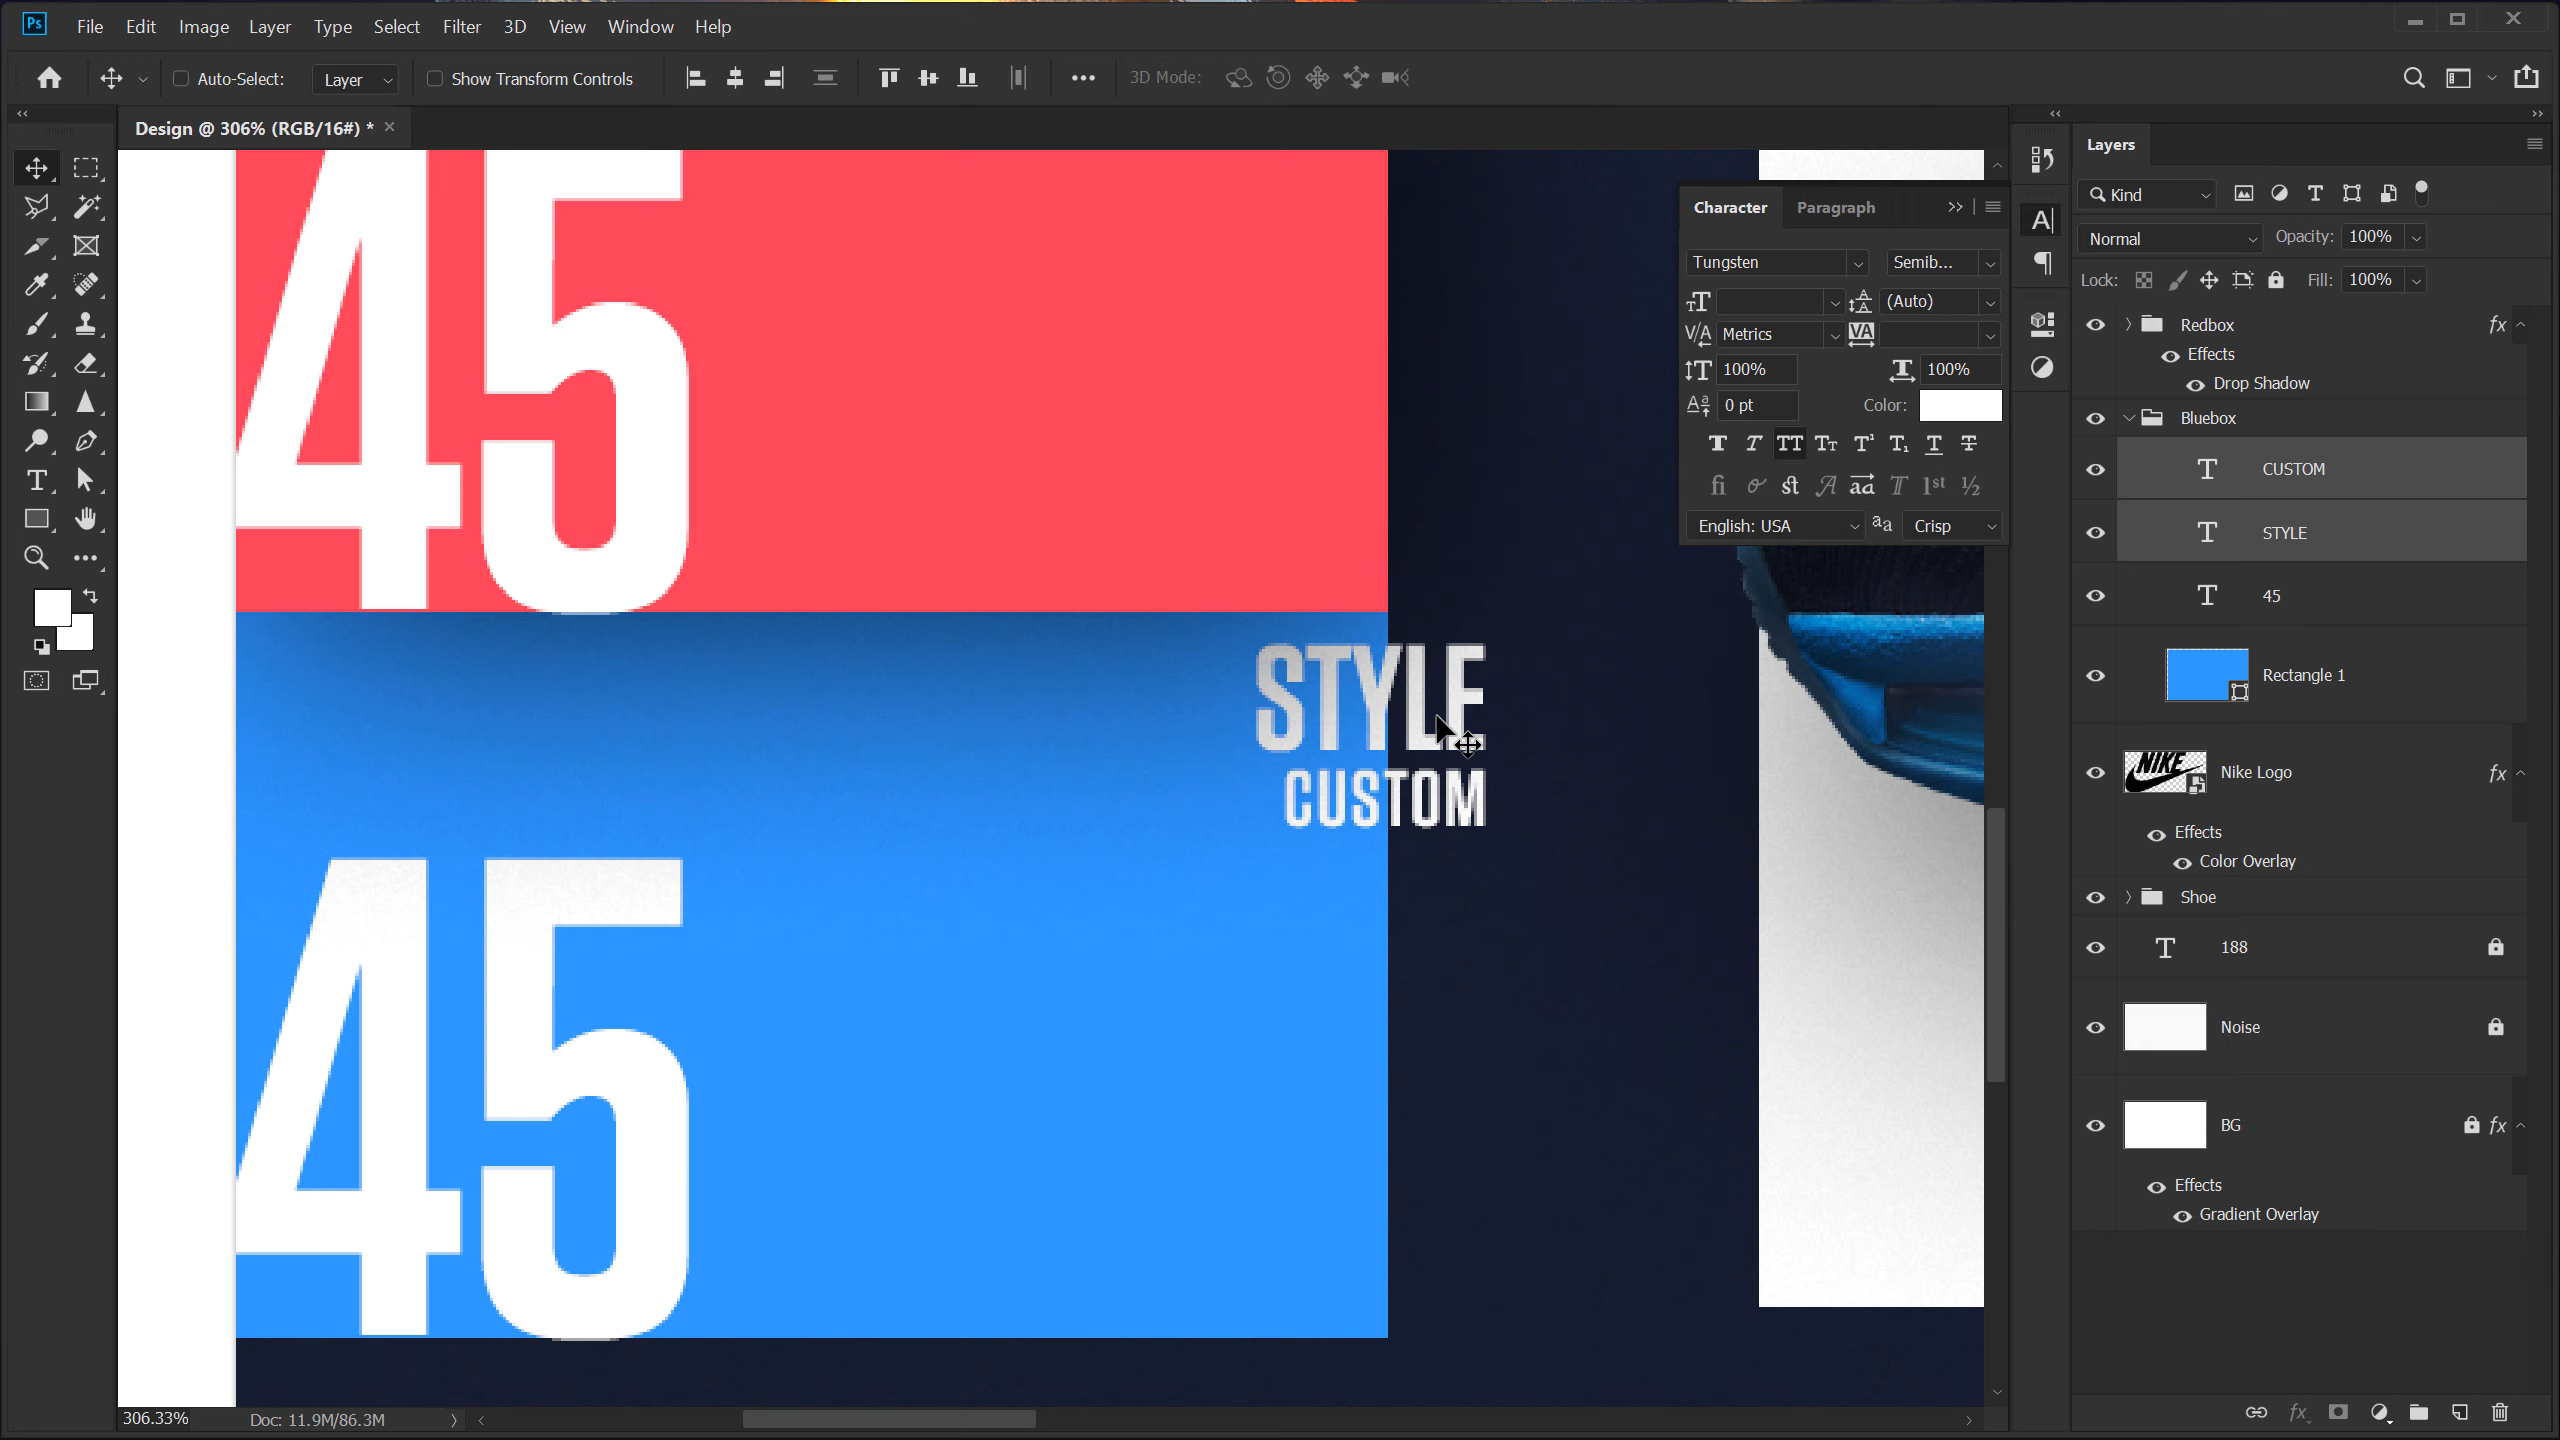 Ps File Edit Image Layer Type Select Filter 3D View Window Help
Auto-Select: Layer Show Transform Controls 3D Mode:
Design @ 306% (RGB/16#) *
45
45
STYLE
CUSTOM
Character Paragraph
Tungsten Semib...
(Auto)
Metrics
100% 100%
0 pt Color:
English: USA Crisp
Layers
Kind
Normal Opacity: 100%
Lock: Fill: 100%
Redbox fx
Effects
Drop Shadow
Bluebox
CUSTOM
STYLE
45
Rectangle 1
NIKE Nike Logo fx
Effects
Color Overlay
Shoe
188
Noise
BG fx
Effects
Gradient Overlay
306.33% Doc: 11.9M/86.3M fx